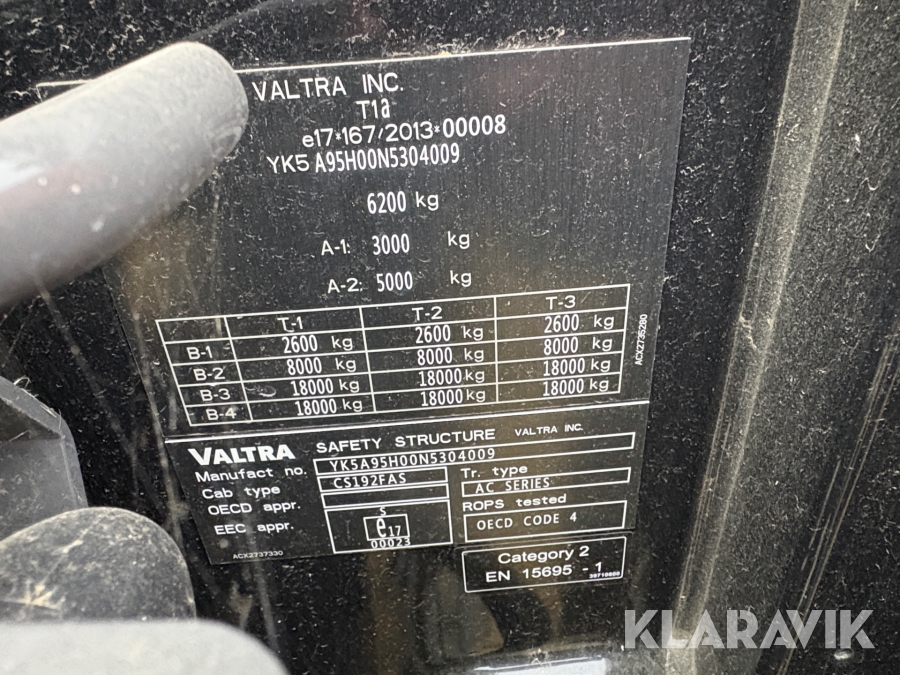 VALTRA INC.
T1a
e17*167/2013*00008
YK5 A95H00N5304009
6200 kg
A-1: 3000 kg
A-2: 5000 kg
T-1 T-2 T-3
B-1 2600 kg 2600 kg 2600 kg
B-2 8000 kg 8000 kg 8000 kg
B-3 18000 kg 18000 kg 18000 kg
B-4 18000 kg 18000 kg 18000 kg
ACX2735280
VALTRA SAFETY STRUCTURE VALTRA INC.
Manufact no. YK5A95H00N5304009
Cab type CS192FAS Tr. type
OECD appr. AC SERIES
EEC appr. S ROPS tested
e17 OECD CODE 4
00023
ACX2737330
Category 2
EN 15695 - 1
39710800
KLARAVIK